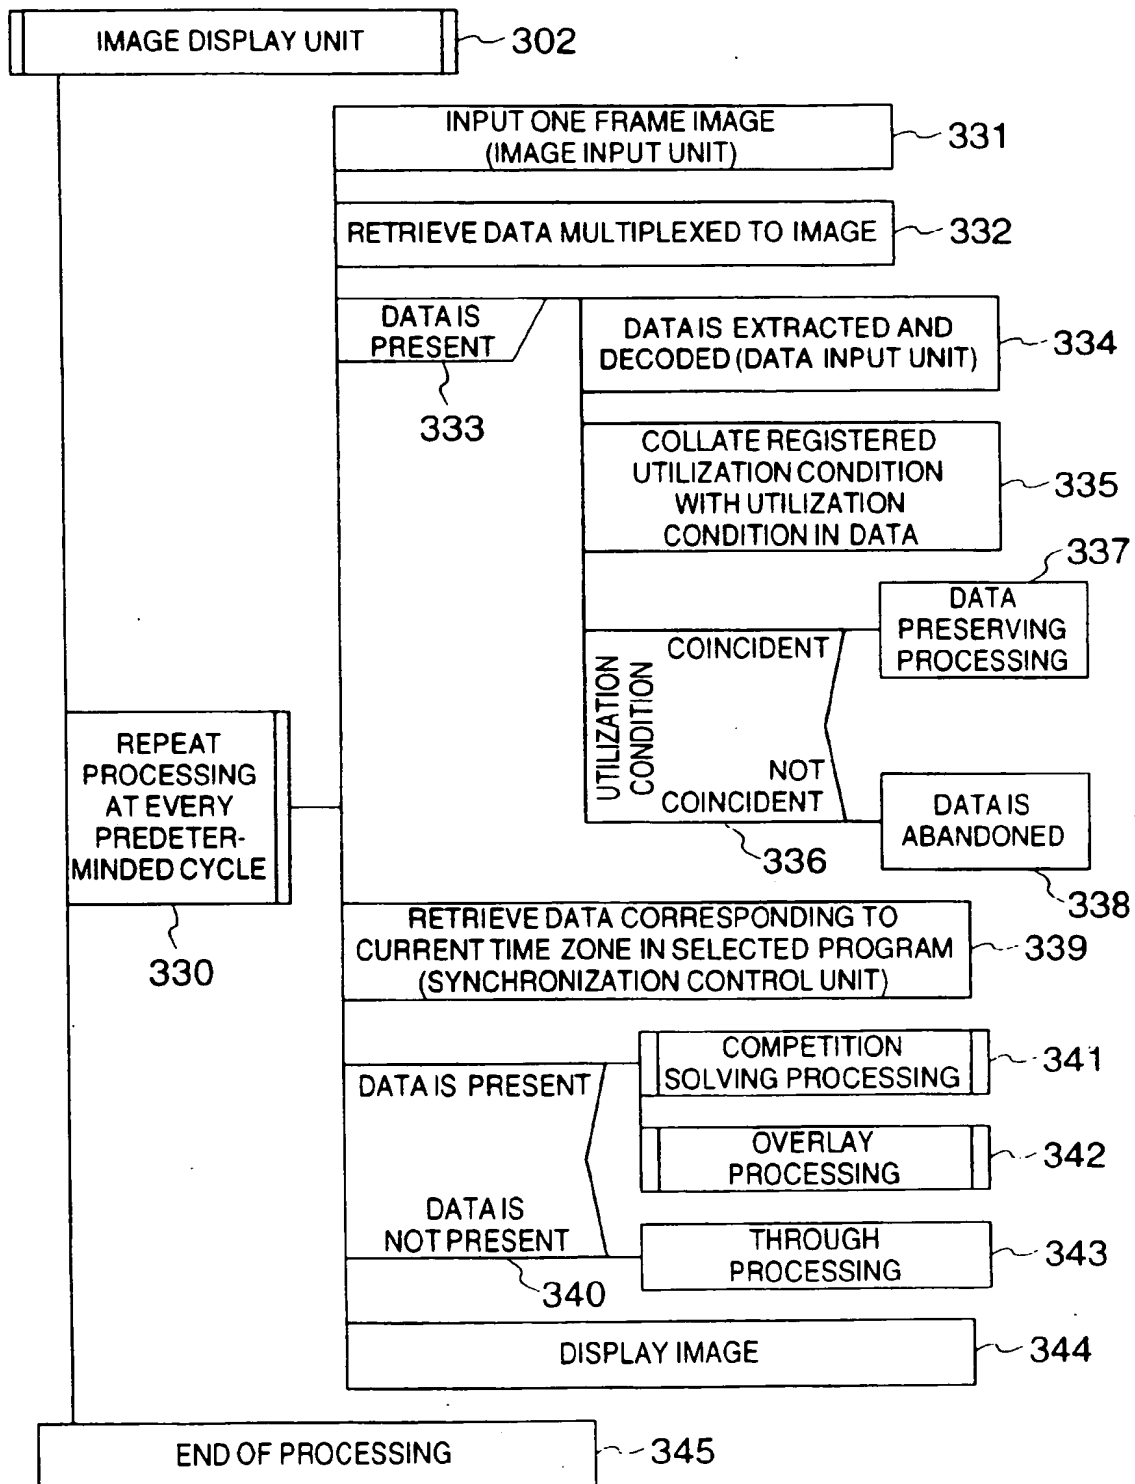 IMAGE DISPLAY UNIT
302
INPUT ONE FRAME IMAGE
(IMAGE INPUT UNIT)
331
RETRIEVE DATA MULTIPLEXED TO IMAGE
332
DATA IS
PRESENT
333
DATA IS EXTRACTED AND
DECODED (DATA INPUT UNIT)
334
COLLATE REGISTERED
UTILIZATION CONDITION
WITH UTILIZATION
CONDITION IN DATA
335
UTILIZATION
CONDITION
COINCIDENT
NOT
COINCIDENT
336
337
DATA
PRESERVING
PROCESSING
DATA IS
ABANDONED
338
REPEAT
PROCESSING
AT EVERY
PREDETER-
MINDED CYCLE
330
RETRIEVE DATA CORRESPONDING TO
CURRENT TIME ZONE IN SELECTED PROGRAM
(SYNCHRONIZATION CONTROL UNIT)
339
DATA IS PRESENT
DATA IS
NOT PRESENT
340
COMPETITION
SOLVING PROCESSING
341
OVERLAY
PROCESSING
342
THROUGH
PROCESSING
343
DISPLAY IMAGE
344
END OF PROCESSING
345